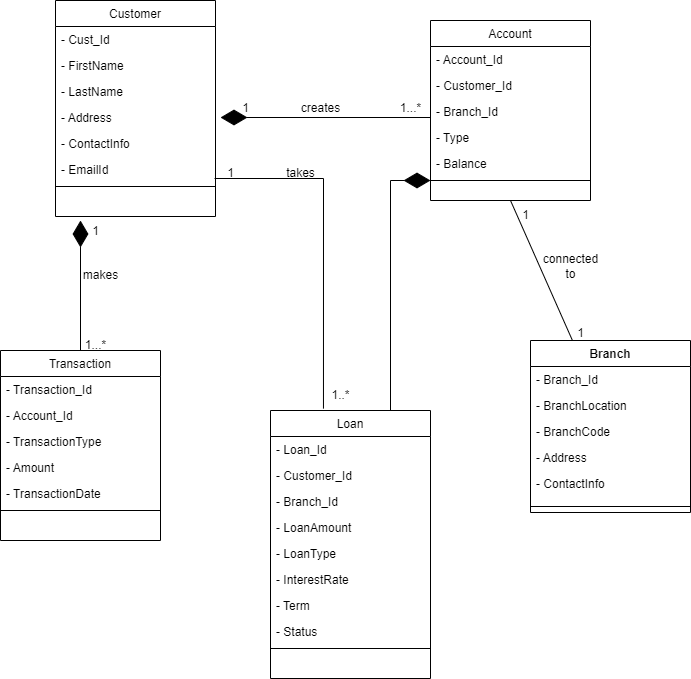 Customer
- Cust_Id
- FirstName
- LastName
- Address
- ContactInfo
- EmailId
Account
- Account_Id
- Customer_Id
- Branch_Id
- Type
- Balance
1
creates
1...*
1
takes
1
makes
1...*
1
connected
to
1
1..*
Transaction
- Transaction_Id
- Account_Id
- TransactionType
- Amount
- TransactionDate
Loan
- Loan_Id
- Customer_Id
- Branch_Id
- LoanAmount
- LoanType
- InterestRate
- Term
- Status
Branch
- Branch_Id
- BranchLocation
- BranchCode
- Address
- ContactInfo